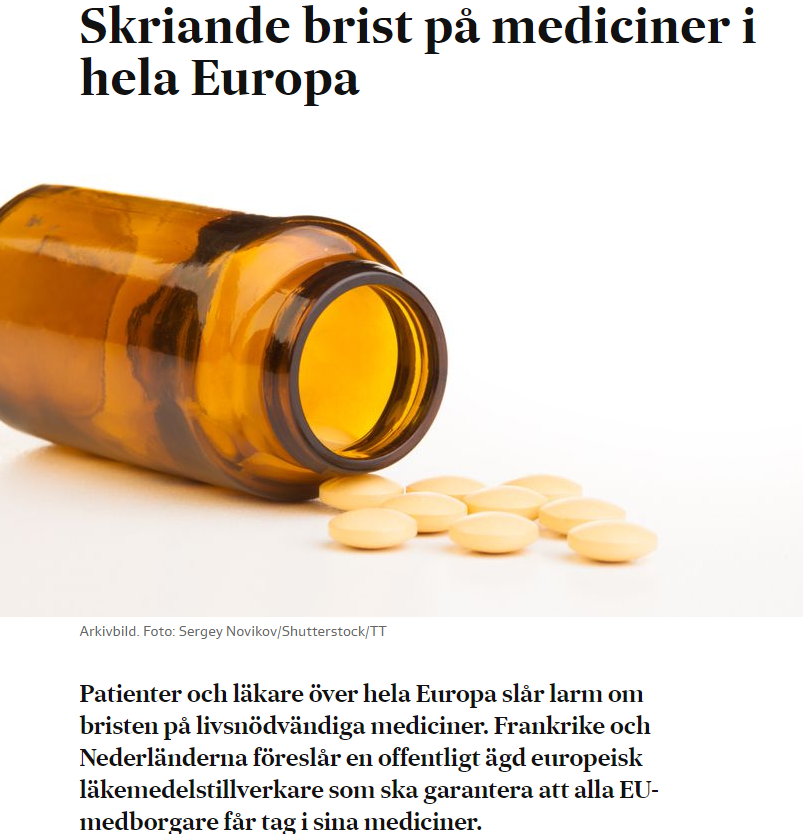 Skriande brist på mediciner i
hela Europa
Arkivbild. Foto: Sergey Novikov/Shutterstock/TT
Patienter och läkare över hela Europa slår larm om
bristen på livsnödvändiga mediciner. Frankrike och
Nederländerna föreslår en offentligt ägd europeisk
läkemedelstillverkare som ska garantera att alla EU-
medborgare får tag i sina mediciner.